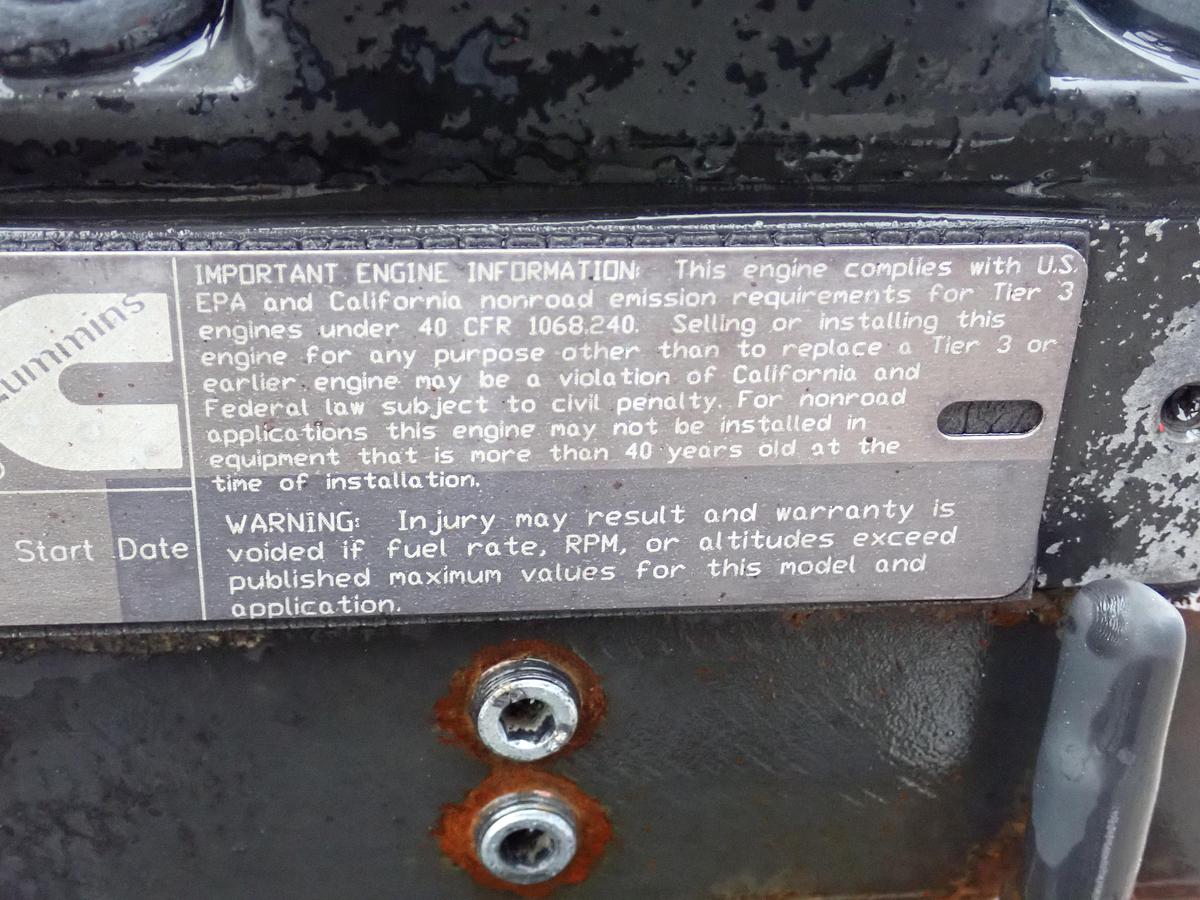 Cummins
IMPORTANT ENGINE INFORMATION: This engine complies with U.S.
EPA and California nonroad emission requirements for Tier 3
engines under 40 CFR 1068.240. Selling or installing this
engine for any purpose other than to replace a Tier 3 or
earlier engine may be a violation of California and
Federal law subject to civil penalty. For nonroad
applications this engine may not be installed in
equipment that is more than 40 years old at the
time of installation.
WARNING: Injury may result and warranty is
voided if fuel rate, RPM, or altitudes exceed
published maximum values for this model and
application.
Start Date